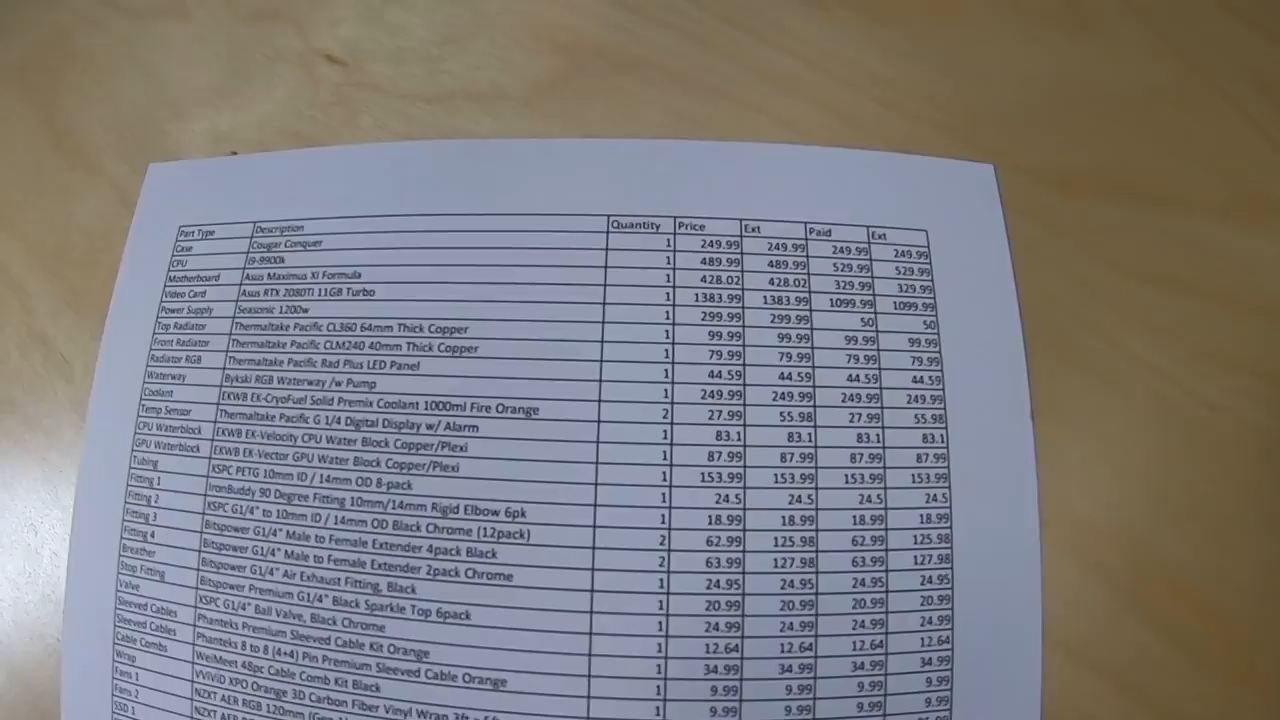 Part Type Description Quantity Price Ext Paid Ext
Case Cougar Conquer 1 249.99 249.99 249.99 249.99
CPU i9-9900k 1 489.99 489.99 529.99 529.99
Motherboard Asus Maximus XI Formula 1 428.02 428.02 329.99 329.99
Video Card Asus RTX 2080TI 11GB Turbo 1 1383.99 1383.99 1099.99 1099.99
Power Supply Seasonic 1200w 1 299.99 299.99 50 50
Top Radiator Thermaltake Pacific CL360 64mm Thick Copper 1 99.99 99.99 99.99 99.99
Front Radiator Thermaltake Pacific CLM240 40mm Thick Copper 1 79.99 79.99 79.99 79.99
Radiator RGB Thermaltake Pacific Rad Plus LED Panel 1 44.59 44.59 44.59 44.59
Waterway Bykski RGB Waterway /w Pump 1 249.99 249.99 249.99 249.99
Coolant EKWB EK-CryoFuel Solid Premix Coolant 1000ml Fire Orange 2 27.99 55.98 27.99 55.98
Temp Sensor Thermaltake Pacific G 1/4 Digital Display w/ Alarm 1 83.1 83.1 83.1 83.1
CPU Waterblock EKWB EK-Velocity CPU Water Block Copper/Plexi 1 87.99 87.99 87.99 87.99
GPU Waterblock EKWB EK-Vector GPU Water Block Copper/Plexi 1 153.99 153.99 153.99 153.99
Tubing XSPC PETG 10mm ID / 14mm OD 8-pack 1 24.5 24.5 24.5 24.5
Fitting 1 IronBuddy 90 Degree Fitting 10mm/14mm Rigid Elbow 6pk 1 18.99 18.99 18.99 18.99
Fitting 2 XSPC G1/4" to 10mm ID / 14mm OD Black Chrome (12pack) 2 62.99 125.98 62.99 125.98
Fitting 3 Bitspower G1/4" Male to Female Extender 4pack Black 2 63.99 127.98 63.99 127.98
Fitting 4 Bitspower G1/4" Male to Female Extender 2pack Chrome 1 24.95 24.95 24.95 24.95
Breather Bitspower G1/4" Air Exhaust Fitting, Black 1 20.99 20.99 20.99 20.99
Stop Fitting Bitspower Premium G1/4" Black Sparkle Top 6pack 1 24.99 24.99 24.99 24.99
Valve XSPC G1/4" Ball Valve, Black Chrome 1 12.64 12.64 12.64 12.64
Sleeved Cables Phanteks Premium Sleeved Cable Kit Orange 1 34.99 34.99 34.99 34.99
Sleeved Cables Phanteks 8 to 8 (4+4) Pin Premium Sleeved Cable Orange 1 9.99 9.99 9.99 9.99
Cable Combs WeiMeet 48pc Cable Comb Kit Black 1 9.99 9.99 9.99 9.99
Wrap VViViD XPO Orange 3D Carbon Fiber Vinyl Wrap
Fans 1 NZXT AER RGB 120mm
Fans 2 NZXT AER
SSD 1